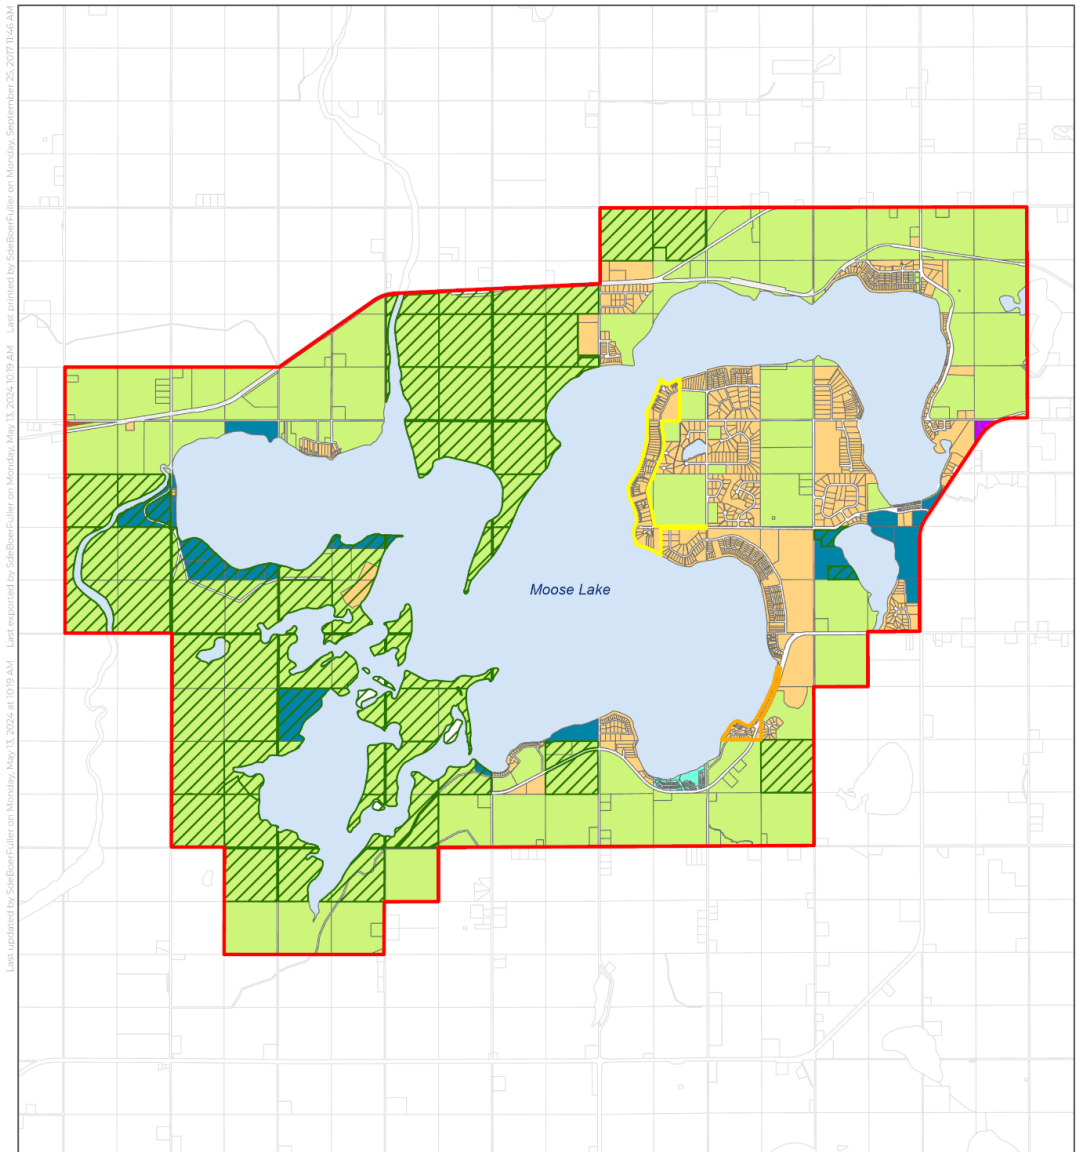 Last updated by SdeBoerFuller on Monday, May 13, 2024 at 10:19 AM    Last exported by SdeBoerFuller on Monday, May 13, 2024 10:19 AM    Last printed by SdeBoerFuller on Monday, September 25, 2017 11:46 AM
Moose Lake